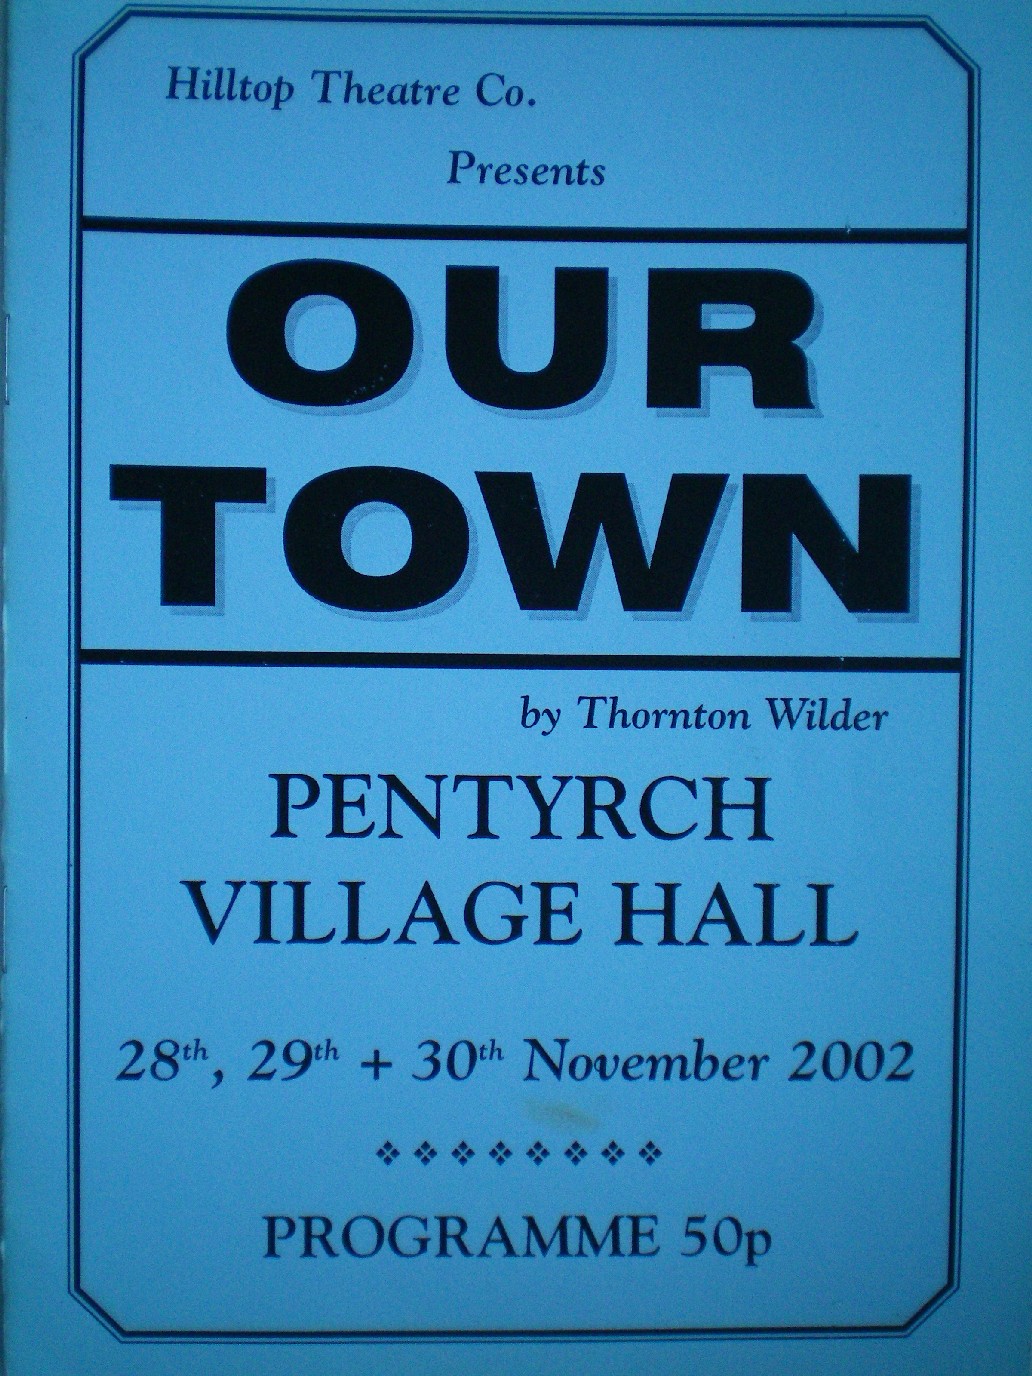 Hilltop Theatre Co.
Presents
OUR
TOWN
by Thornton Wilder
PENTYRCH
VILLAGE HALL
28th, 29th + 30th November 2002
PROGRAMME 50p